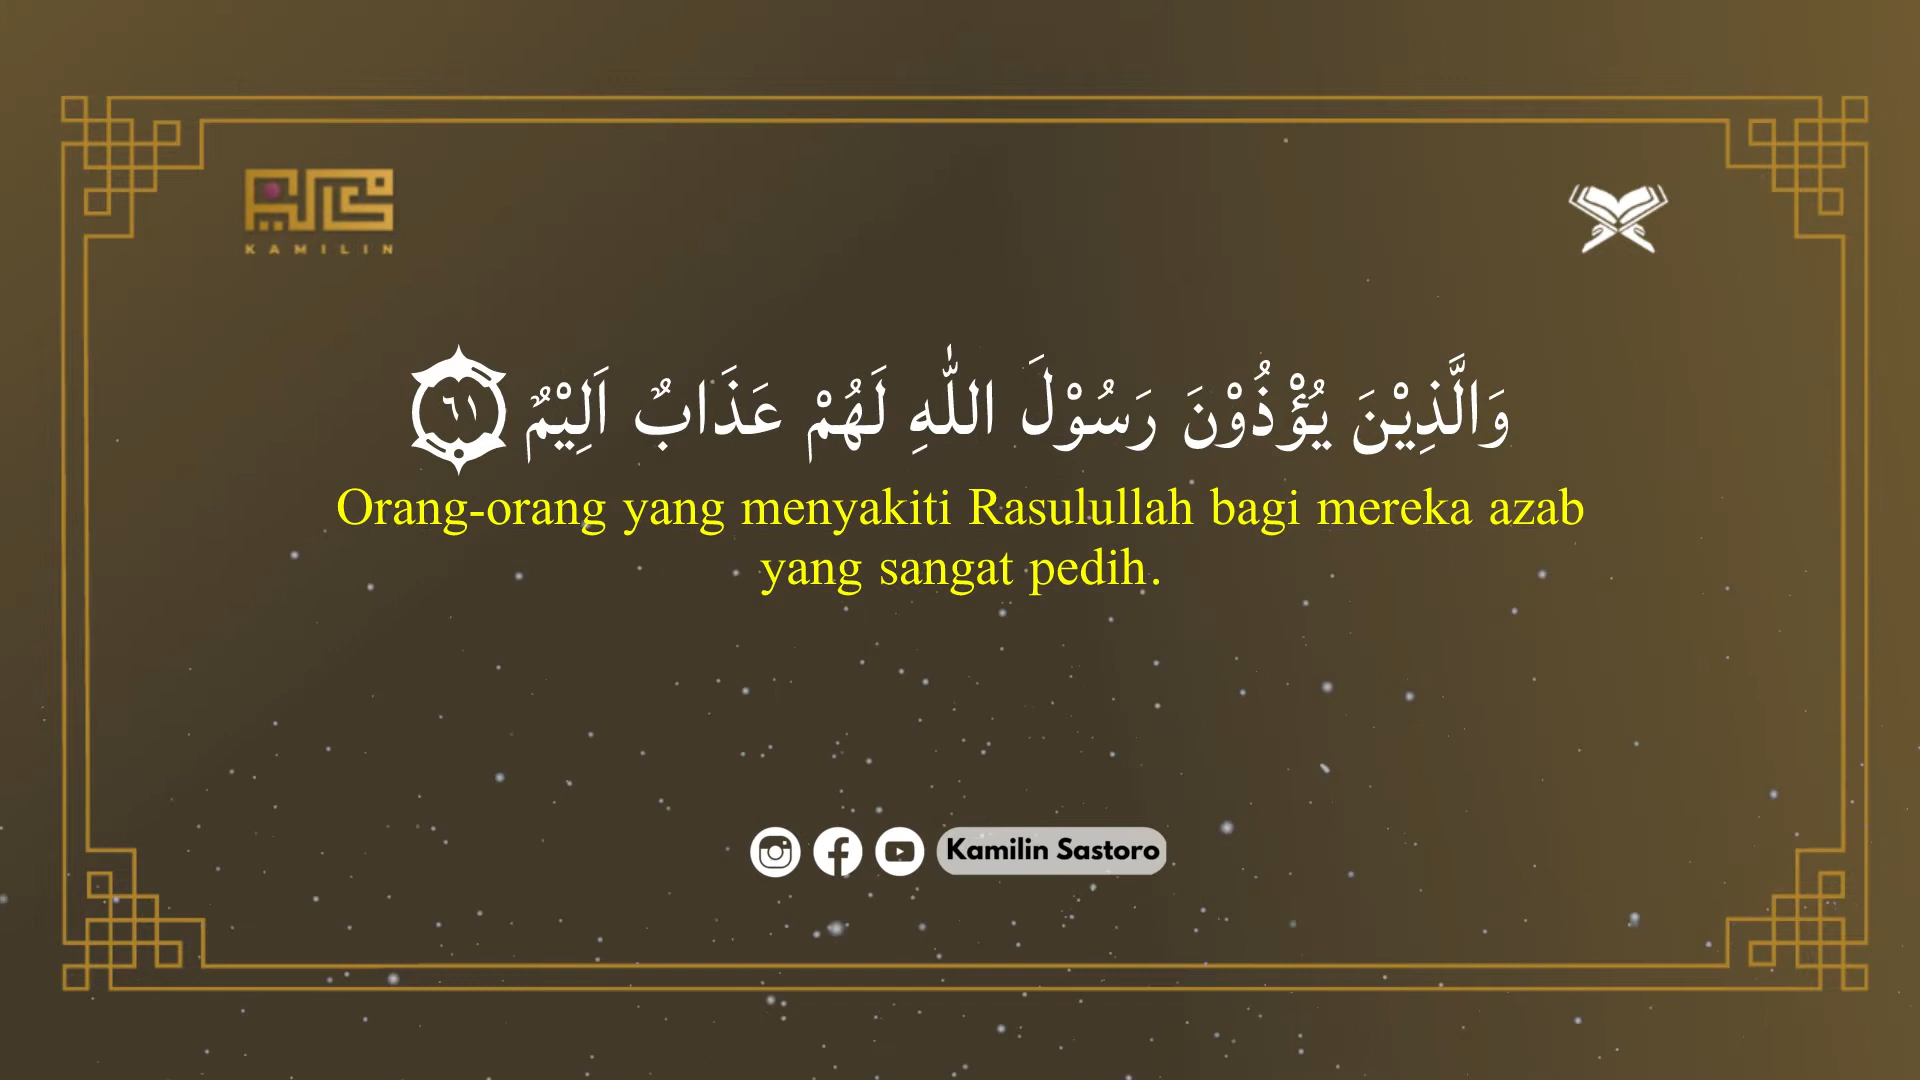 KAMILIN
وَالَّذِيْنَ يُؤْذُوْنَ رَسُوْلَ اللّٰهِ لَهُمْ عَذَابٌ اَلِيْمٌ ٦١
Orang-orang yang menyakiti Rasulullah bagi mereka azab
yang sangat pedih.
Kamilin Sastoro